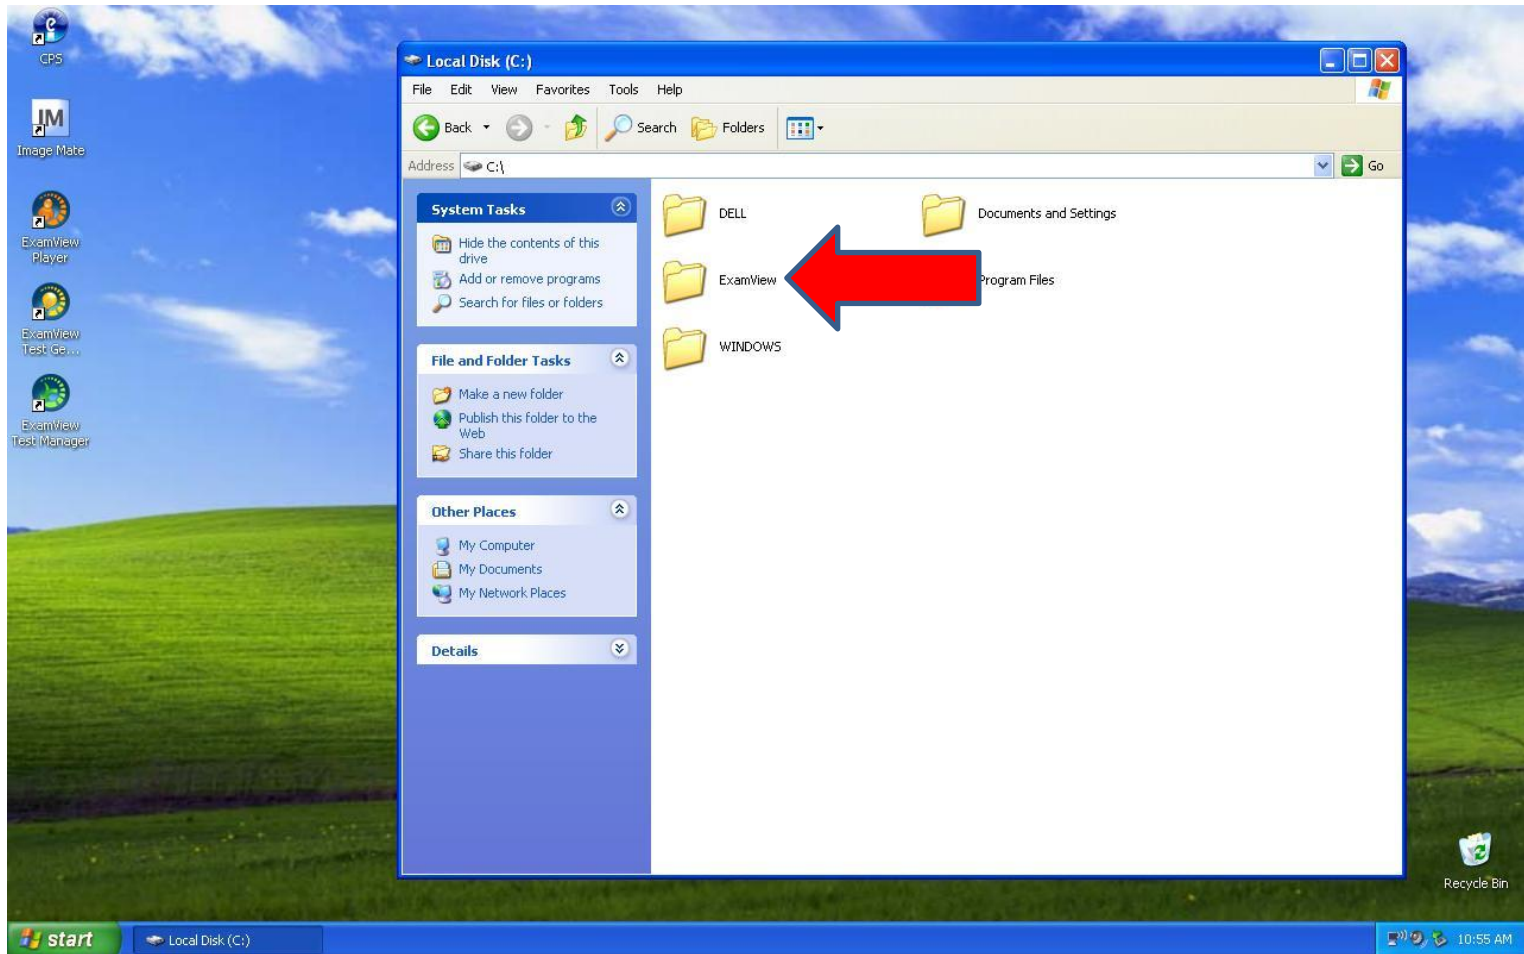 CPS
Image Mate
ExamView
Player
ExamView
Test Ge...
ExamView
Test Manager
Local Disk (C:)
File Edit View Favorites Tools Help
Back Search Folders
Address C:\ Go
System Tasks
Hide the contents of this
drive
Add or remove programs
Search for files or folders
File and Folder Tasks
Make a new folder
Publish this folder to the
Web
Share this folder
Other Places
My Computer
My Documents
My Network Places
Details
DELL
Documents and Settings
ExamView
Program Files
WINDOWS
Recycle Bin
start Local Disk (C:) 10:55 AM